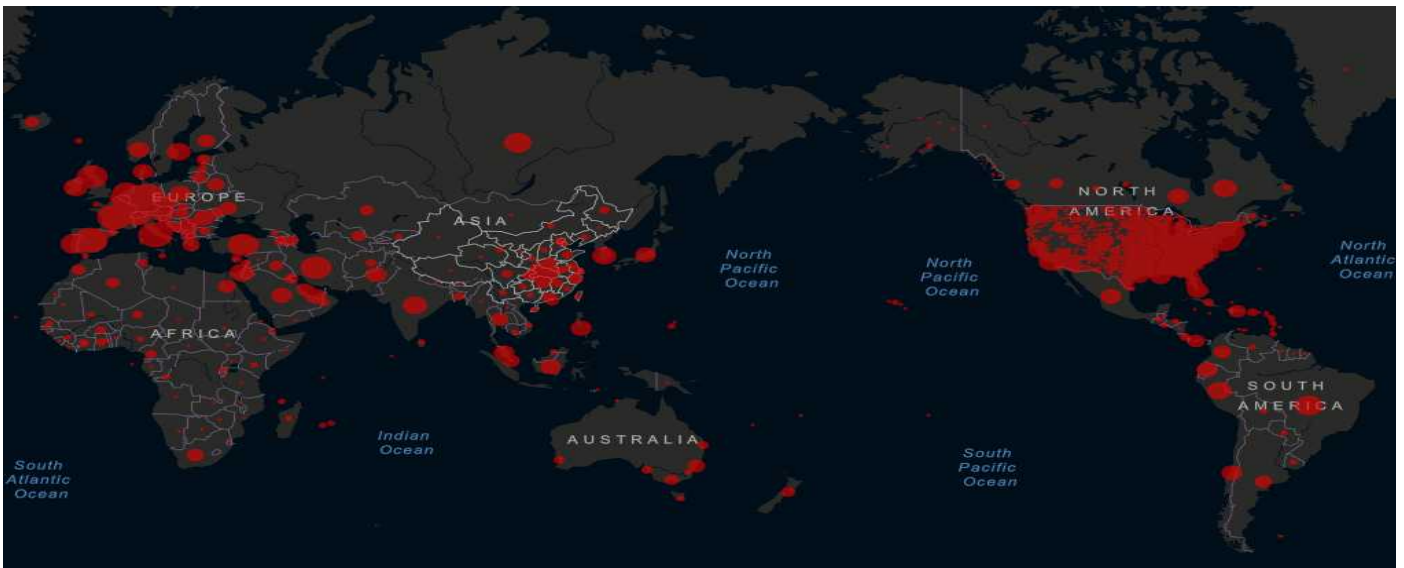 EUROPE
ASIA
NORTH
AMERICA
North
Pacific
Ocean
North
Pacific
Ocean
North
Atlantic
Ocean
AFRICA
SOUTH
AMERICA
Indian
Ocean
AUSTRALIA
South
Atlantic
Ocean
South
Pacific
Ocean